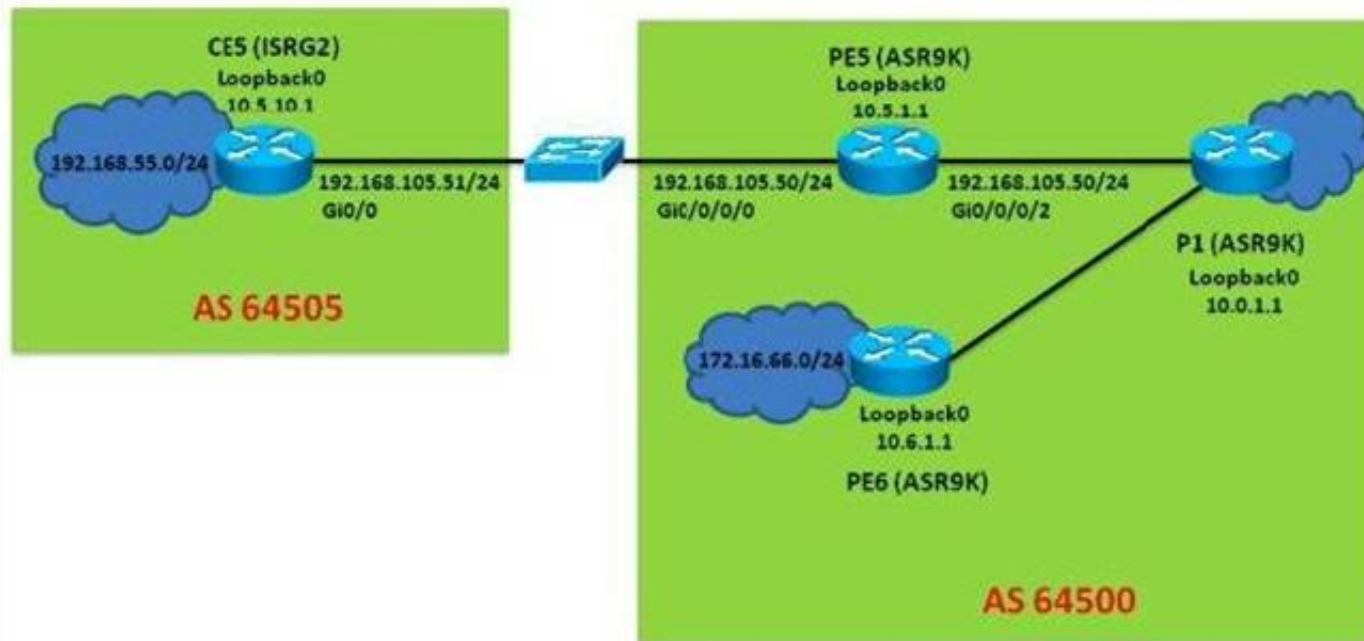 CE5 (ISRG2)
Loopback0
10.5.10.1
192.168.55.0/24
192.168.105.51/24
Gi0/0
AS 64505
PE5 (ASR9K)
Loopback0
10.5.1.1
192.168.105.50/24
Gi0/0/0/0
192.168.105.50/24
Gi0/0/0/2
P1 (ASR9K)
Loopback0
10.0.1.1
172.16.66.0/24
Loopback0
10.6.1.1
PE6 (ASR9K)
AS 64500